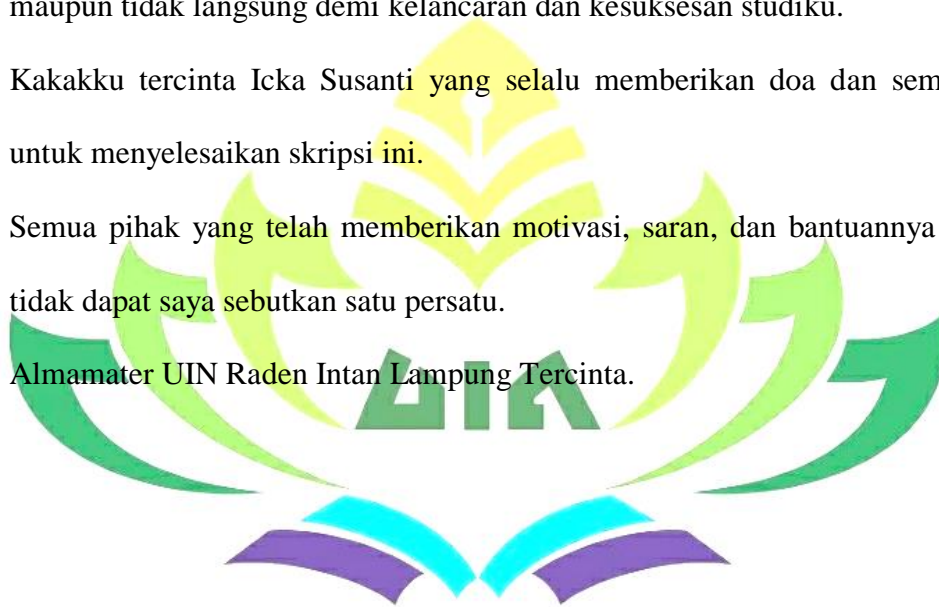 maupun tidak langsung demi kelancaran dan kesuksesan studiku.
Kakakku tercinta Icka Susanti yang selalu memberikan doa dan sem
untuk menyelesaikan skripsi ini.
Semua pihak yang telah memberikan motivasi, saran, dan bantuannya
tidak dapat saya sebutkan satu persatu.
Almamater UIN Raden Intan Lampung Tercinta.